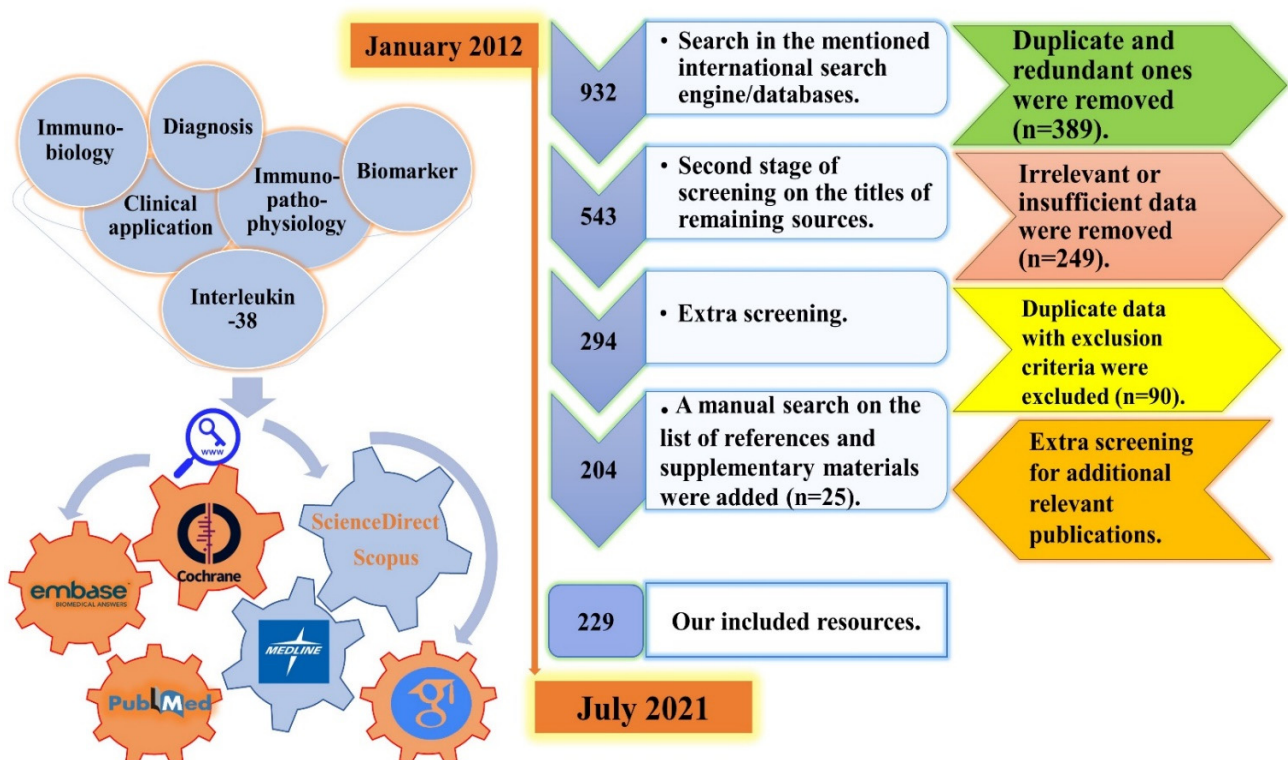 Immuno-
biology
Diagnosis
Clinical
application
Immuno-
patho-
physiology
Biomarker
Interleukin
-38
www
Cochrane
ScienceDirect
Scopus
embase
BIOMEDICAL ANSWERS
MEDLINE
PubMed
g
January 2012
932
• Search in the mentioned
international search
engine/databases.
Duplicate and
redundant ones
were removed
(n=389).
543
• Second stage of
screening on the titles of
remaining sources.
Irrelevant or
insufficient data
were removed
(n=249).
294
• Extra screening.
Duplicate data
with exclusion
criteria were
excluded (n=90).
204
. A manual search on the
list of references and
supplementary materials
were added (n=25).
Extra screening
for additional
relevant
publications.
229
Our included resources.
July 2021